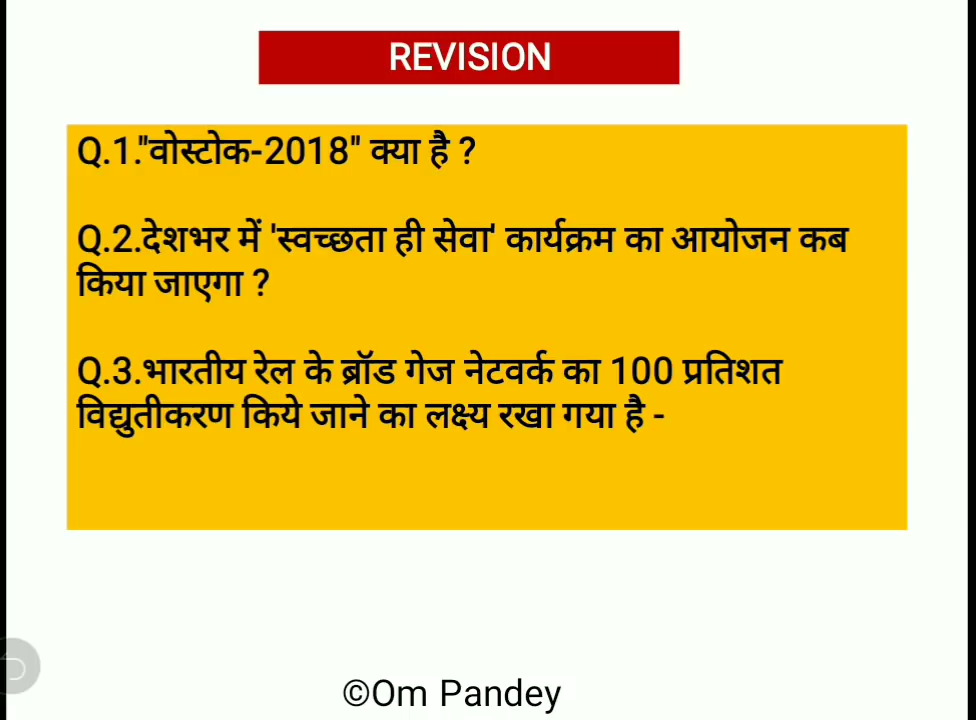 REVISION
Q.1."वोस्टोक-2018" क्या है ?
Q.2.देशभर में 'स्वच्छता ही सेवा' कार्यक्रम का आयोजन कब
किया जाएगा ?
Q.3.भारतीय रेल के ब्रॉड गेज नेटवर्क का 100 प्रतिशत
विद्युतीकरण किये जाने का लक्ष्य रखा गया है -
©Om Pandey